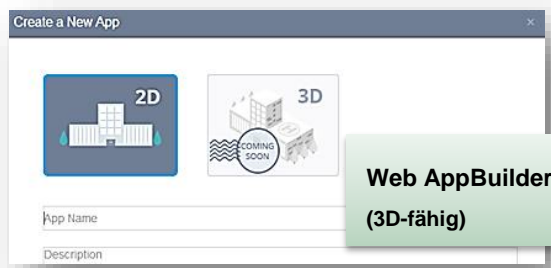 Create a New App ×
2D
3D
COMING
SOON
Web AppBuilder
(3D-fähig)
App Name
Description